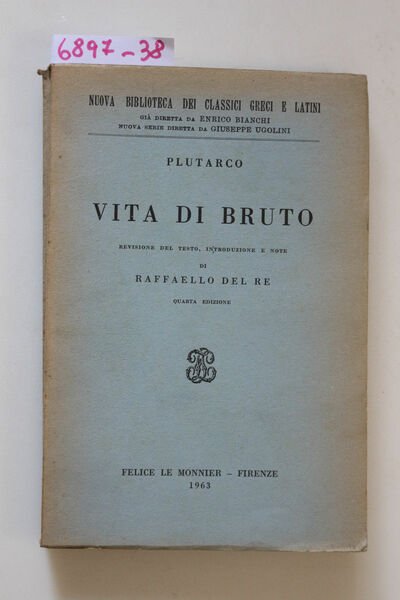 6897-38
NUOVA BIBLIOTECA DEI CLASSICI GRECI E LATINI
GIÀ DIRETTA DA ENRICO BIANCHI
NUOVA SERIE DIRETTA DA GIUSEPPE UGOLINI
PLUTARCO
VITA DI BRUTO
REVISIONE DEL TESTO, INTRODUZIONE E NOTE
DI
RAFFAELLO DEL RE
QUARTA EDIZIONE
FELICE LE MONNIER – FIRENZE
1963